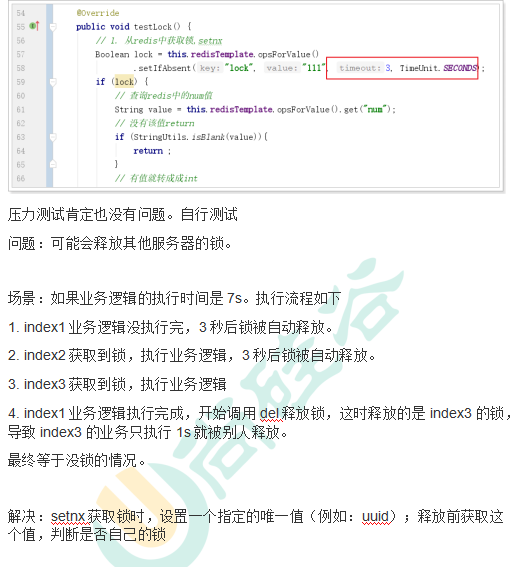 54 @Override
55 public void testLock() {
56 // 1. 从redis中获取锁,setnx
57 Boolean lock = this.redisTemplate.opsForValue()
58 .setIfAbsent( key: "lock", value: "111", timeout: 3, TimeUnit.SECONDS);
59 if (lock) {
60 // 查询redis中的num值
61 String value = this.redisTemplate.opsForValue().get("num");
62 // 没有该值return
63 if (StringUtils.isBlank(value)){
64 return ;
65 }
66 // 有值就转成成int
压力测试肯定也没有问题。自行测试
问题：可能会释放其他服务器的锁。
场景：如果业务逻辑的执行时间是 7s。执行流程如下
1. index1 业务逻辑没执行完，3 秒后锁被自动释放。
2. index2 获取到锁，执行业务逻辑，3 秒后锁被自动释放。
3. index3 获取到锁，执行业务逻辑
4. index1 业务逻辑执行完成，开始调用 del 释放锁，这时释放的是 index3 的锁，
导致 index3 的业务只执行 1s 就被别人释放。
最终等于没锁的情况。
解决：setnx 获取锁时，设置一个指定的唯一值（例如：uuid）；释放前获取这
个值，判断是否自己的锁
尚硅谷